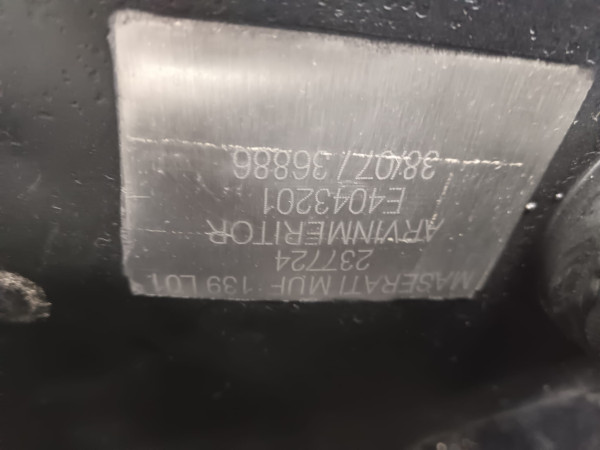 MASERATI MUF 139 L01
237724
ARVINMERITOR
E4043201
38/07/36886